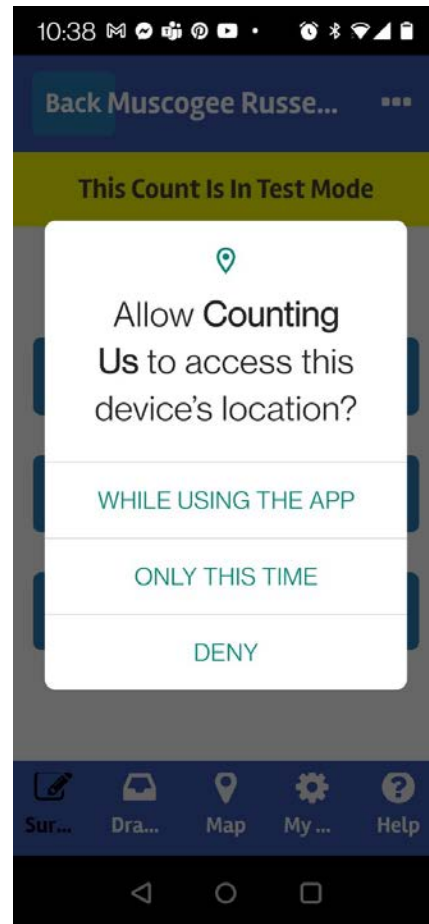 10:38
Back Muscogee Russe...
This Count Is In Test Mode
Allow Counting
Us to access this
device's location?
WHILE USING THE APP
ONLY THIS TIME
DENY
Sur... Dra... Map My ... Help